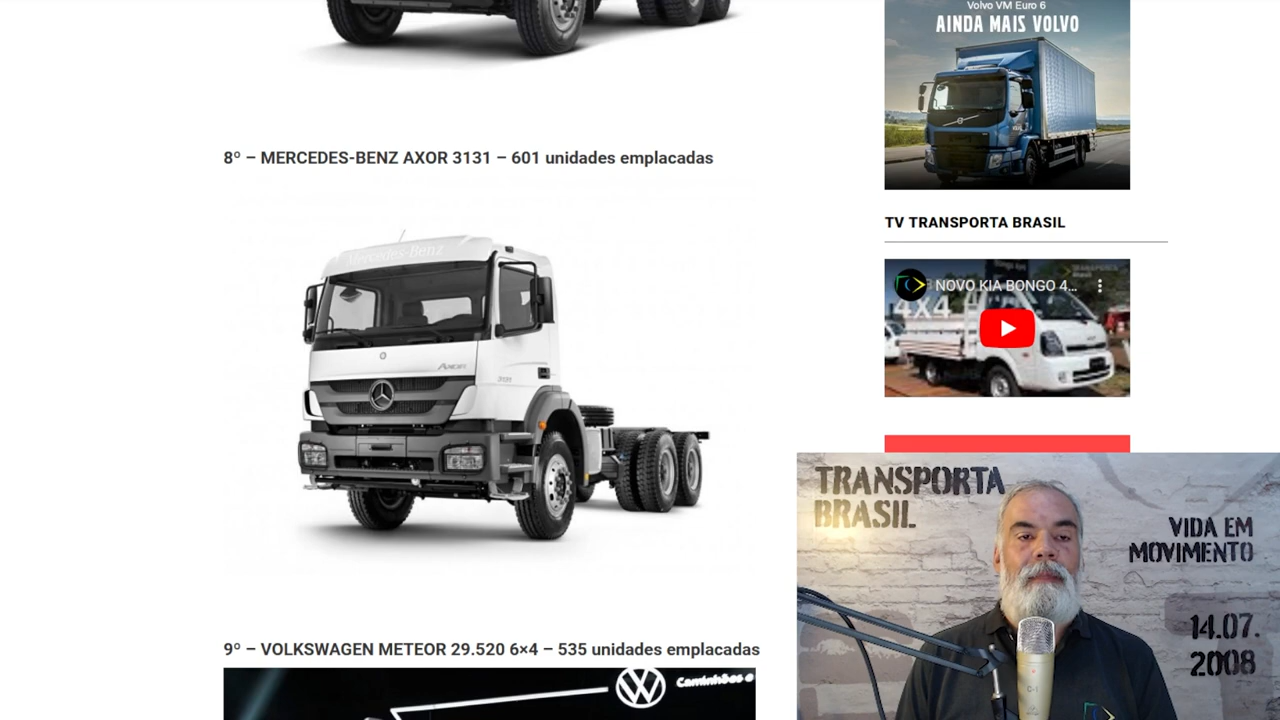 Volvo VM Euro 6
AINDA MAIS VOLVO
8º – MERCEDES-BENZ AXOR 3131 – 601 unidades emplacadas
Mercedes-Benz
AXOR
3131
TV TRANSPORTA BRASIL
NOVO KIA BONGO 4...
4X4
TRANSPORTA
BRASIL
VIDA EM
MOVIMENTO
14.07.
2008
C-1
9º – VOLKSWAGEN METEOR 29.520 6×4 – 535 unidades emplacadas
Caminhões e